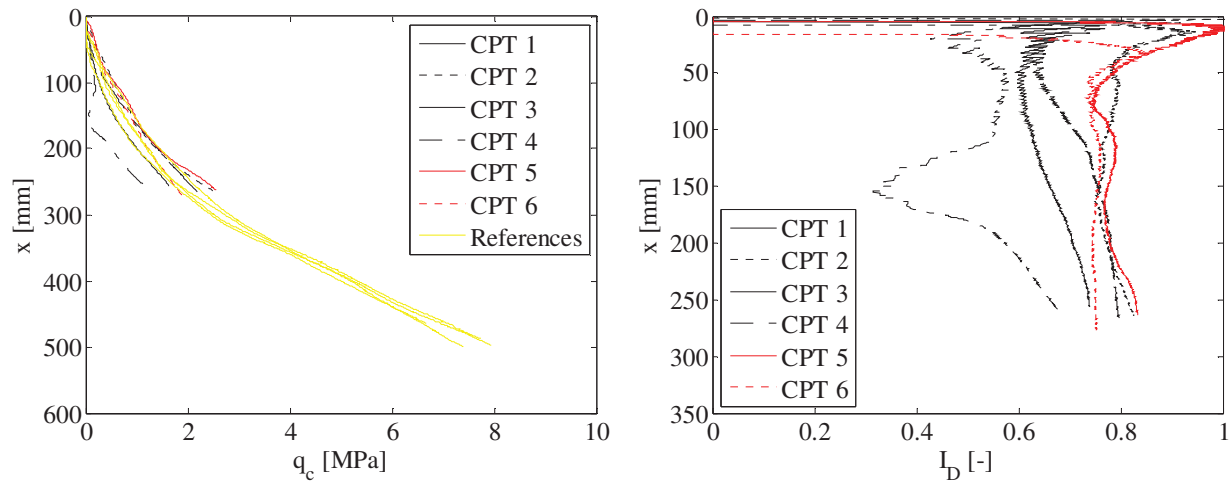 0
100
200
300
400
500
600
x [mm]
0
2
4
6
8
10
q_c [MPa]
CPT 1
CPT 2
CPT 3
CPT 4
CPT 5
CPT 6
References
0
50
100
150
200
250
300
350
x [mm]
0
0.2
0.4
0.6
0.8
1
I_D [-]
CPT 1
CPT 2
CPT 3
CPT 4
CPT 5
CPT 6